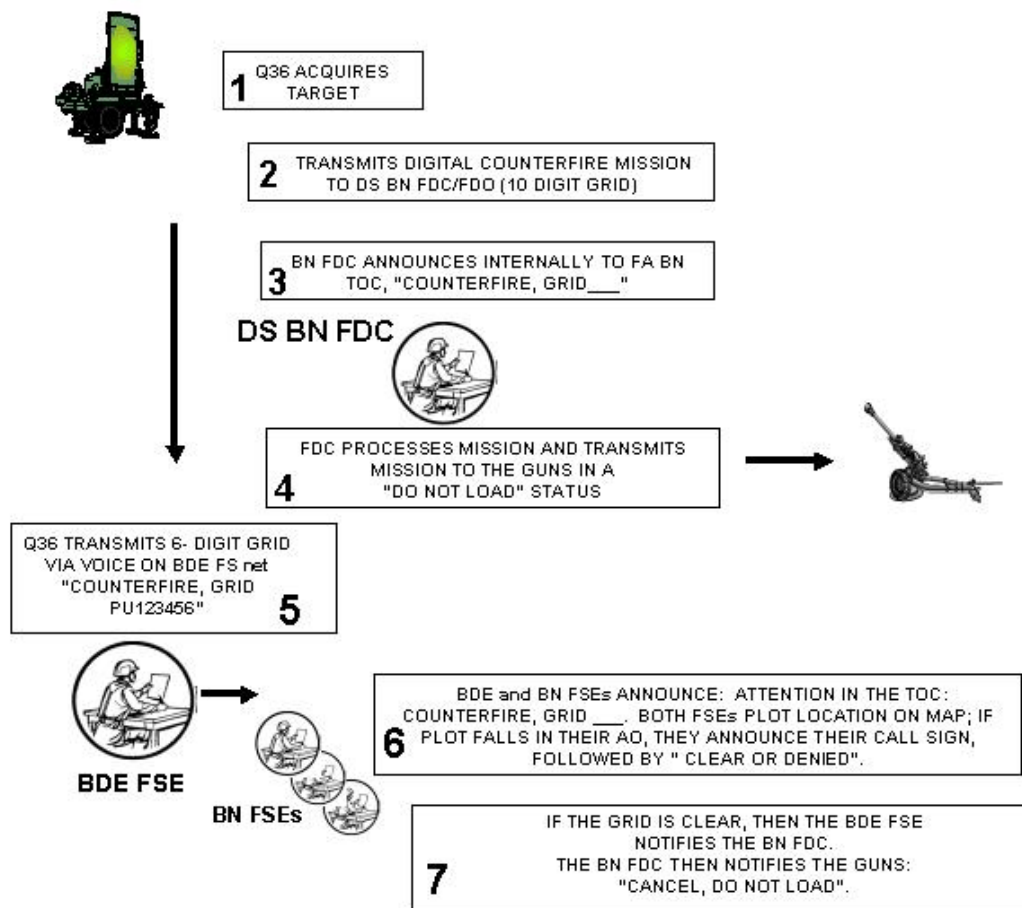 1
Q36 ACQUIRES
TARGET
2
TRANSMITS DIGITAL COUNTERFIRE MISSION
TO DS BN FDC/FDO (10 DIGIT GRID)
3
BN FDC ANNOUNCES INTERNALLY TO FA BN
TOC, "COUNTERFIRE, GRID___"
DS BN FDC
4
FDC PROCESSES MISSION AND TRANSMITS
MISSION TO THE GUNS IN A
"DO NOT LOAD" STATUS
Q36 TRANSMITS 6- DIGIT GRID
VIA VOICE ON BDE FS net
"COUNTERFIRE, GRID
PU123456"
5
BDE FSE
BN FSEs
6
BDE and BN FSEs ANNOUNCE: ATTENTION IN THE TOC:
COUNTERFIRE, GRID ___. BOTH FSEs PLOT LOCATION ON MAP; IF
PLOT FALLS IN THEIR AO, THEY ANNOUNCE THEIR CALL SIGN,
FOLLOWED BY " CLEAR OR DENIED".
7
IF THE GRID IS CLEAR, THEN THE BDE FSE
NOTIFIES THE BN FDC.
THE BN FDC THEN NOTIFIES THE GUNS:
"CANCEL, DO NOT LOAD".